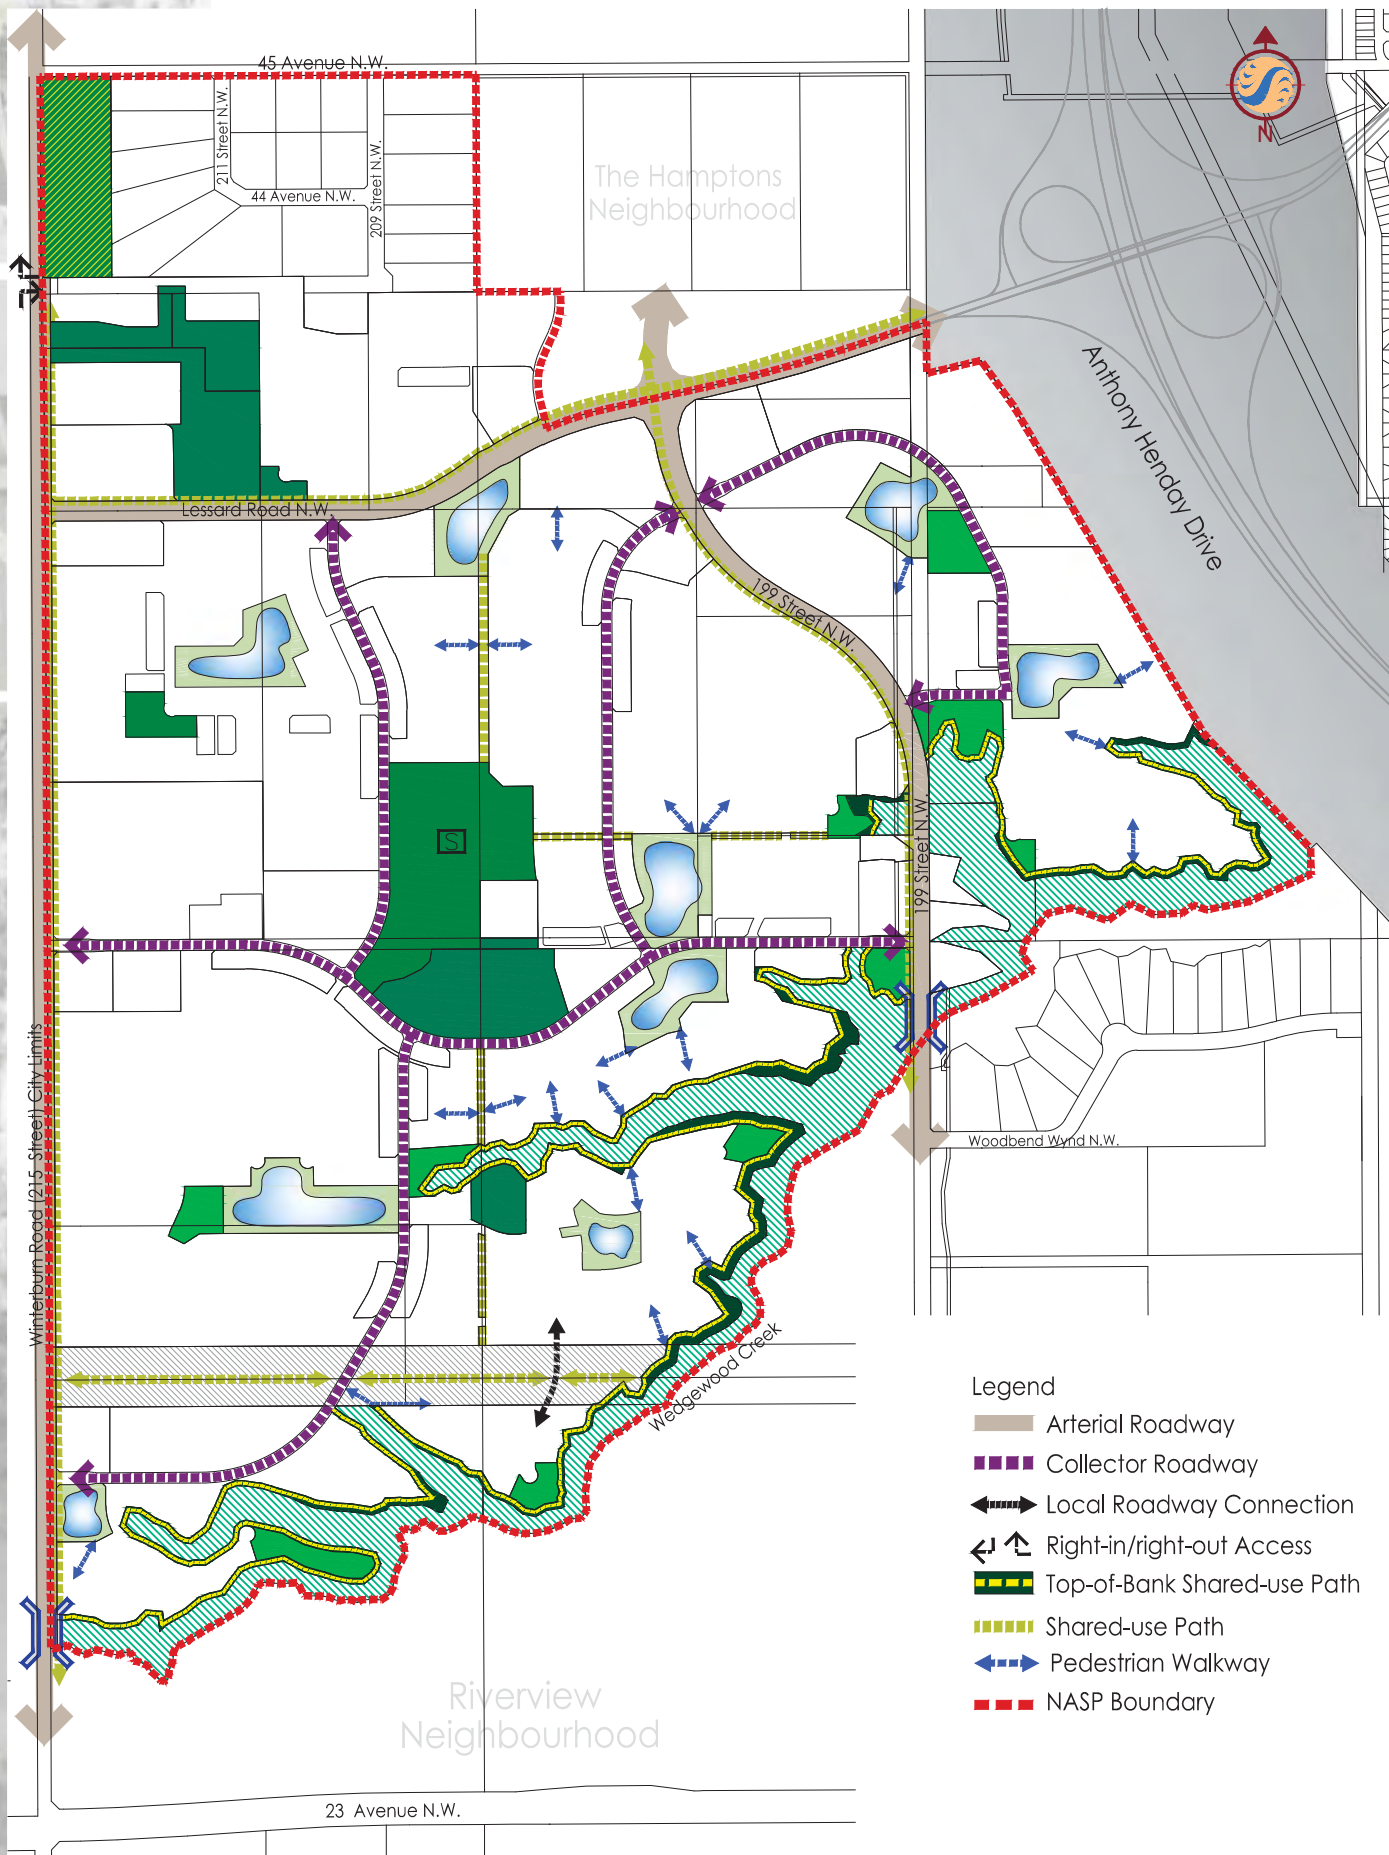 45 Avenue N.W.
N
211 Street N.W.
209 Street N.W.
44 Avenue N.W.
The Hamptons
Neighbourhood
Anthony Henday Drive
Lessard Road N.W.
199 Street N.W.
S
199 Street N.W.
Winterburn Road (215 Street) City Limits
Woodbend Wynd N.W.
Wedgewood Creek
Legend
Arterial Roadway
Collector Roadway
Local Roadway Connection
Right-in/right-out Access
Top-of-Bank Shared-use Path
Shared-use Path
Pedestrian Walkway
NASP Boundary
Riverview
Neighbourhood
23 Avenue N.W.